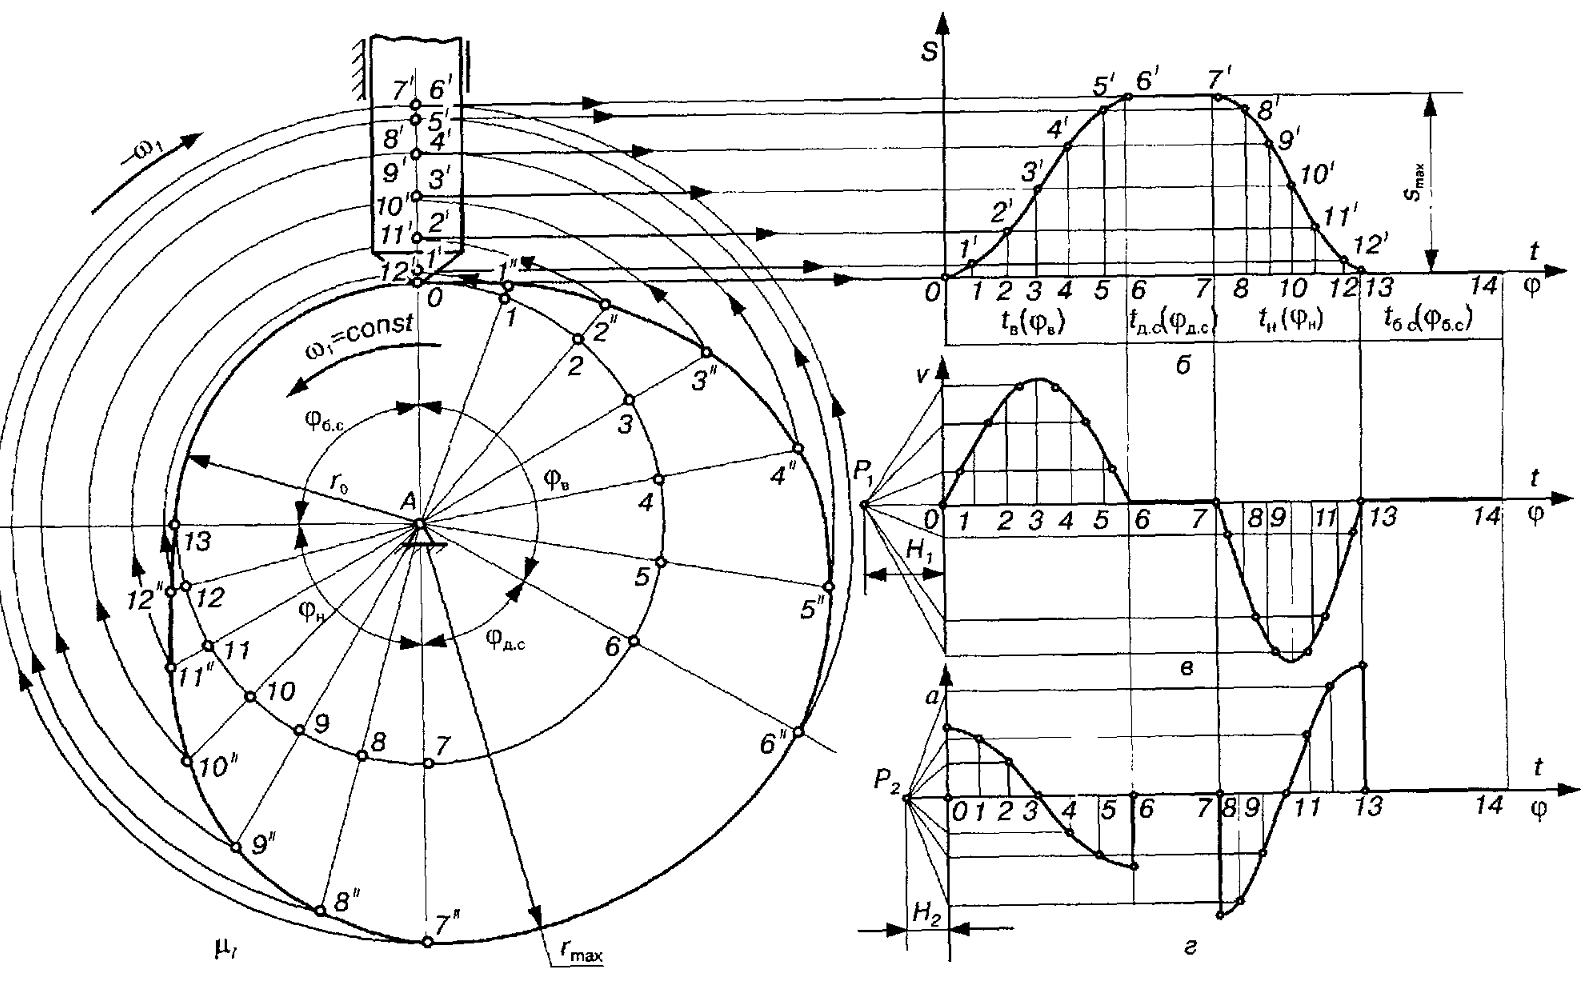 S
7' 6'
5'
8' 4'
9' 3'
10' 2'
11' 1'
12' 0
–ω₁
ω₁=const
1" 1
2" 2
3" 3
4" 4
5" 5
6" 6
7" 7
8" 8
9" 9
10" 10
11" 11
12" 12
13
A
r₀
φб.с
φв
φн
φд.с
rmax
μl
1' 2' 3' 4' 5' 6' 7' 8' 9' 10' 11' 12'
Smax
t
0 1 2 3 4 5 6 7 8 10 12 13 14 φ
tв(φв) tд.с(φд.с) tн(φн) tб.с(φб.с)
б
v
P₁
H₁
t
0 1 2 3 4 5 6 7 8 9 11 13 14 φ
в
a
P₂
H₂
t
0 1 2 3 4 5 6 7 8 9 11 13 14 φ
г